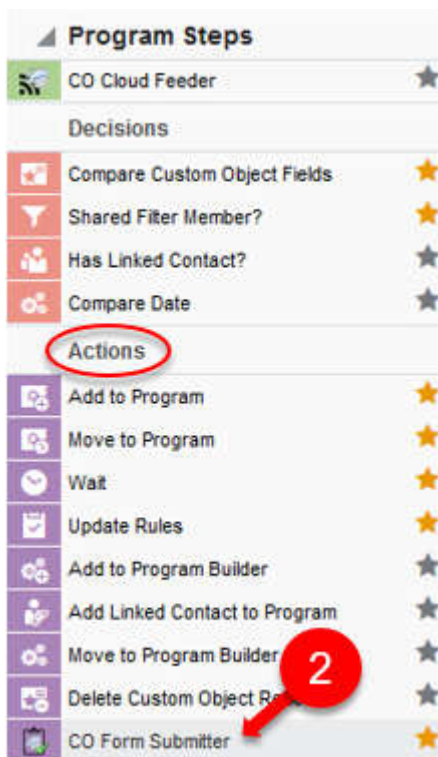 Program Steps
CO Cloud Feeder
Decisions
Compare Custom Object Fields
Shared Filter Member?
Has Linked Contact?
Compare Date
Actions
Add to Program
Move to Program
Wait
Update Rules
Add to Program Builder
Add Linked Contact to Program
Move to Program Builder
2
Delete Custom Object
CO Form Submitter